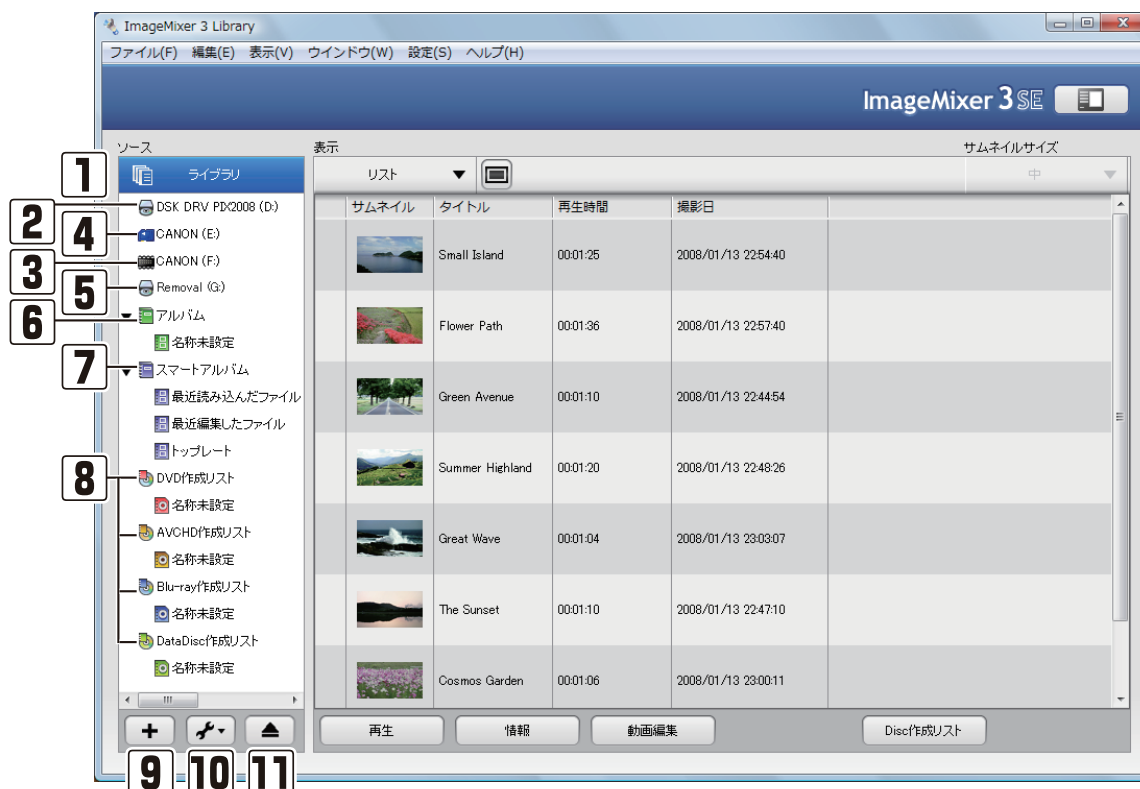 ImageMixer 3 Library
ファイル(F) 編集(E) 表示(V) ウインドウ(W) 設定(S) ヘルプ(H)
ImageMixer 3 SE
ソース
表示
サムネイルサイズ
1
ライブラリ
リスト
中
2
DSK DRV PIX2008 (D:)
4
CANON (E:)
3
CANON (F:)
5
Removal (G:)
6
アルバム
名称未設定
7
スマートアルバム
最近読み込んだファイル
最近編集したファイル
トップレート
8
DVD作成リスト
名称未設定
AVCHD作成リスト
名称未設定
Blu-ray作成リスト
名称未設定
DataDisc作成リスト
名称未設定
サムネイル タイトル 再生時間 撮影日
Small Island 00:01:25 2008/01/13 22:54:40
Flower Path 00:01:36 2008/01/13 22:57:40
Green Avenue 00:01:10 2008/01/13 22:44:54
Summer Highland 00:01:20 2008/01/13 22:48:26
Great Wave 00:01:04 2008/01/13 23:03:07
The Sunset 00:01:10 2008/01/13 22:47:10
Cosmos Garden 00:01:06 2008/01/13 23:00:11
再生 情報 動画編集 Disc作成リスト
9 10 11